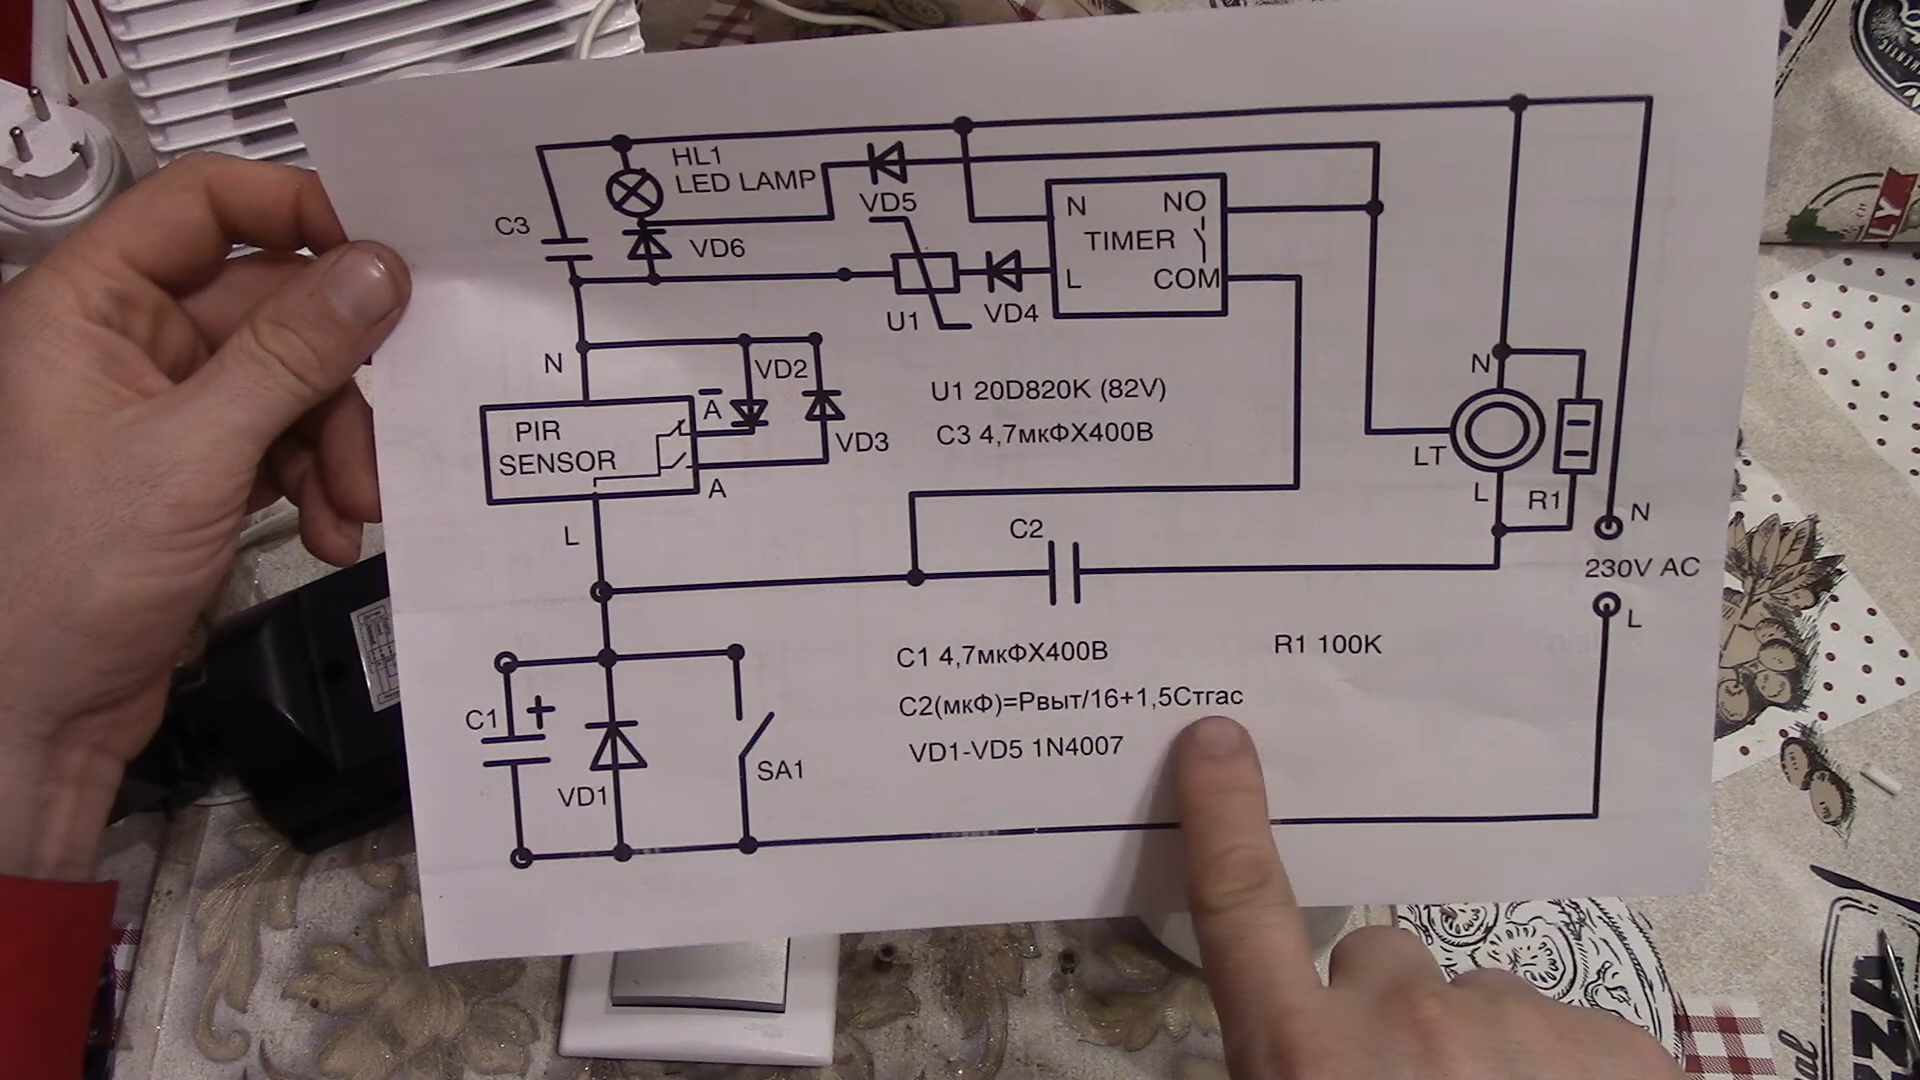 HL1
LED LAMP
C3
VD5
VD6
N
NO
TIMER
L
COM
U1
VD4
N
VD2
A
PIR
SENSOR
VD3
A
L
U1 20D820K (82V)
C3 4,7мкФХ400В
N
LT
L
R1
N
230V AC
L
C2
C1 4,7мкФХ400В
R1 100K
C2(мкФ)=Рвыт/16+1,5Стгас
VD1-VD5 1N4007
C1
+
VD1
SA1
ZZA